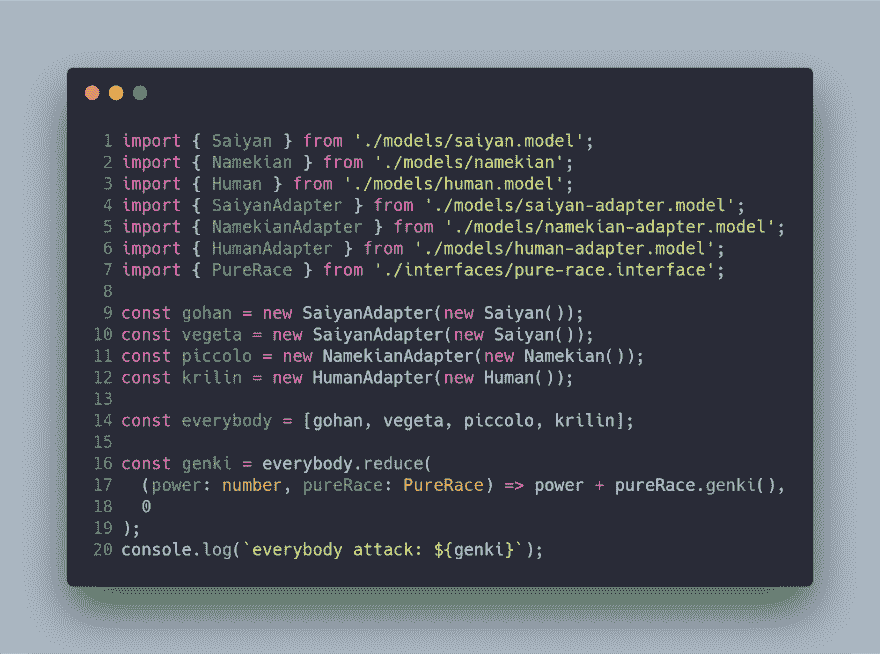 1 import { Saiyan } from './models/saiyan.model';
2 import { Namekian } from './models/namekian';
3 import { Human } from './models/human.model';
4 import { SaiyanAdapter } from './models/saiyan-adapter.model';
5 import { NamekianAdapter } from './models/namekian-adapter.model';
6 import { HumanAdapter } from './models/human-adapter.model';
7 import { PureRace } from './interfaces/pure-race.interface';
8
9 const gohan = new SaiyanAdapter(new Saiyan());
10 const vegeta = new SaiyanAdapter(new Saiyan());
11 const piccolo = new NamekianAdapter(new Namekian());
12 const krilin = new HumanAdapter(new Human());
13
14 const everybody = [gohan, vegeta, piccolo, krilin];
15
16 const genki = everybody.reduce(
17   (power: number, pureRace: PureRace) => power + pureRace.genki(),
18   0
19 );
20 console.log(`everybody attack: ${genki}`);